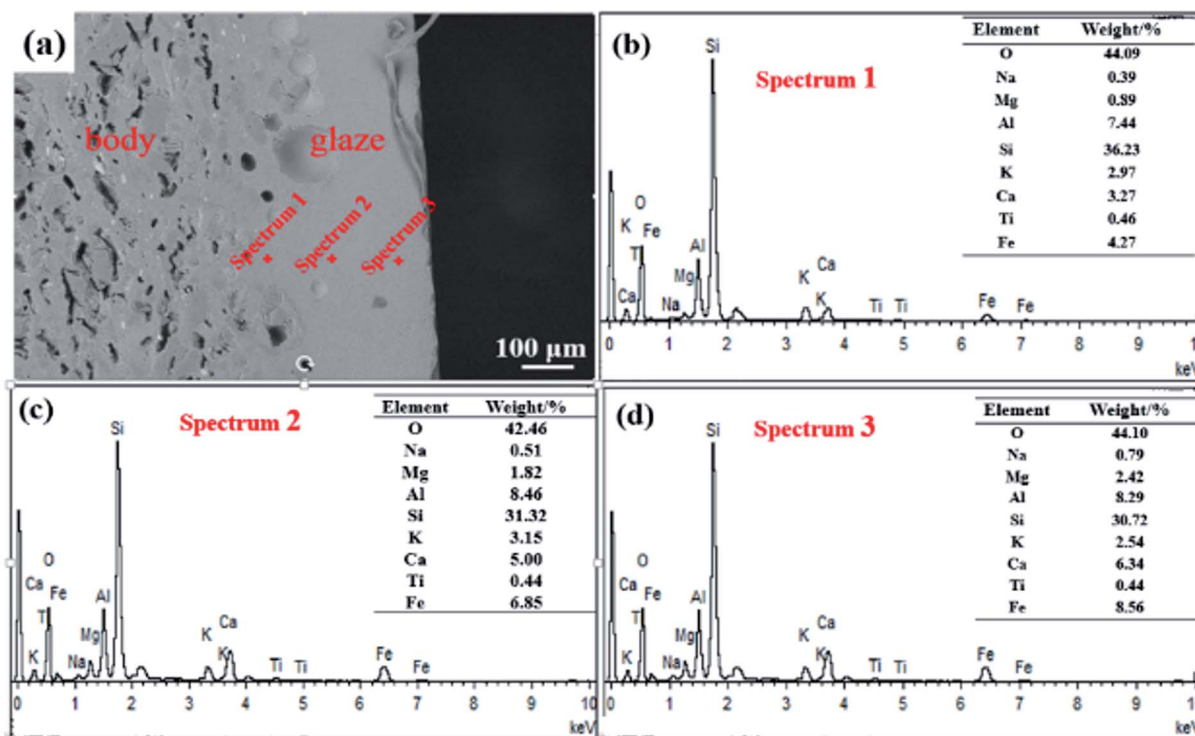 (a)
body
glaze
Spectrum 1
Spectrum 2
Spectrum 3
100 µm
(b)
Spectrum 1
Element Weight/%
O 44.09
Na 0.39
Mg 0.89
Al 7.44
Si 36.23
K 2.97
Ca 3.27
Ti 0.46
Fe 4.27
Si
O
K Fe
T
Ca
Na
Mg
Al
Ca
K
K
Ti Ti
Fe Fe
0 1 2 3 4 5 6 7 8 9 10
keV
(c)
Spectrum 2
Element Weight/%
O 42.46
Na 0.51
Mg 1.82
Al 8.46
Si 31.32
K 3.15
Ca 5.00
Ti 0.44
Fe 6.85
Si
O
Ca Fe
T
K
Na
Mg
Al
Ca
K
K
Ti Ti
Fe Fe
0 1 2 3 4 5 6 7 8 9 10
keV
(d)
Spectrum 3
Element Weight/%
O 44.10
Na 0.79
Mg 2.42
Al 8.29
Si 30.72
K 2.54
Ca 6.34
Ti 0.44
Fe 8.56
Si
O
Ca Fe
T
K
Na
Mg
Al
Ca
K
K
Ti Ti
Fe Fe
0 1 2 3 4 5 6 7 8 9 1
keV